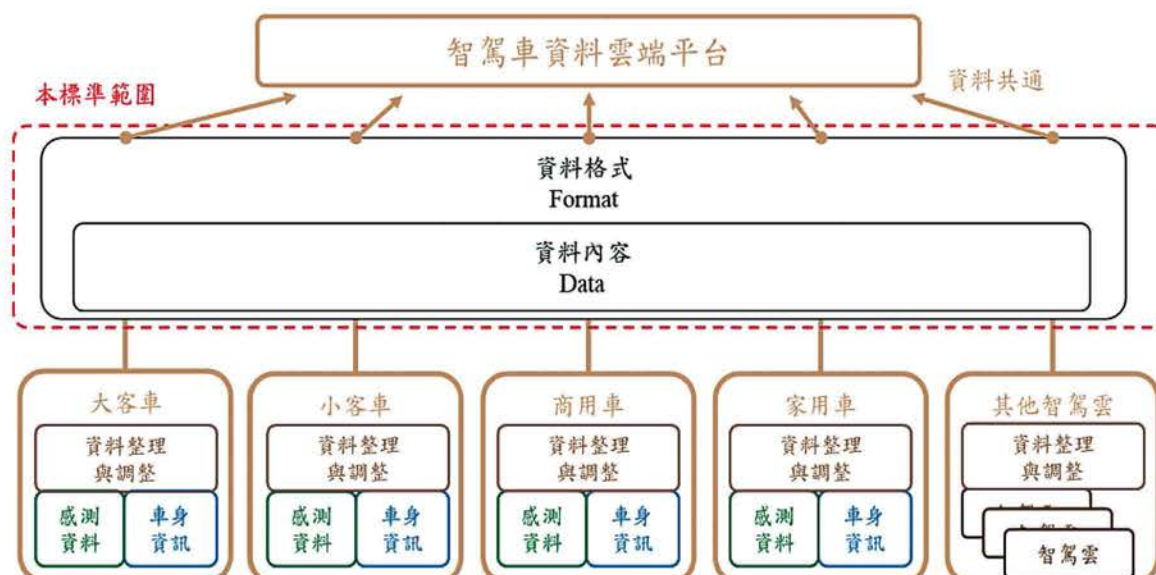 智駕車資料雲端平台
本標準範圍
資料共通
資料格式
Format
資料內容
Data
大客車
資料整理
與調整
感測
資料
車身
資訊
小客車
資料整理
與調整
感測
資料
車身
資訊
商用車
資料整理
與調整
感測
資料
車身
資訊
家用車
資料整理
與調整
感測
資料
車身
資訊
其他智駕雲
資料整理
與調整
智駕雲